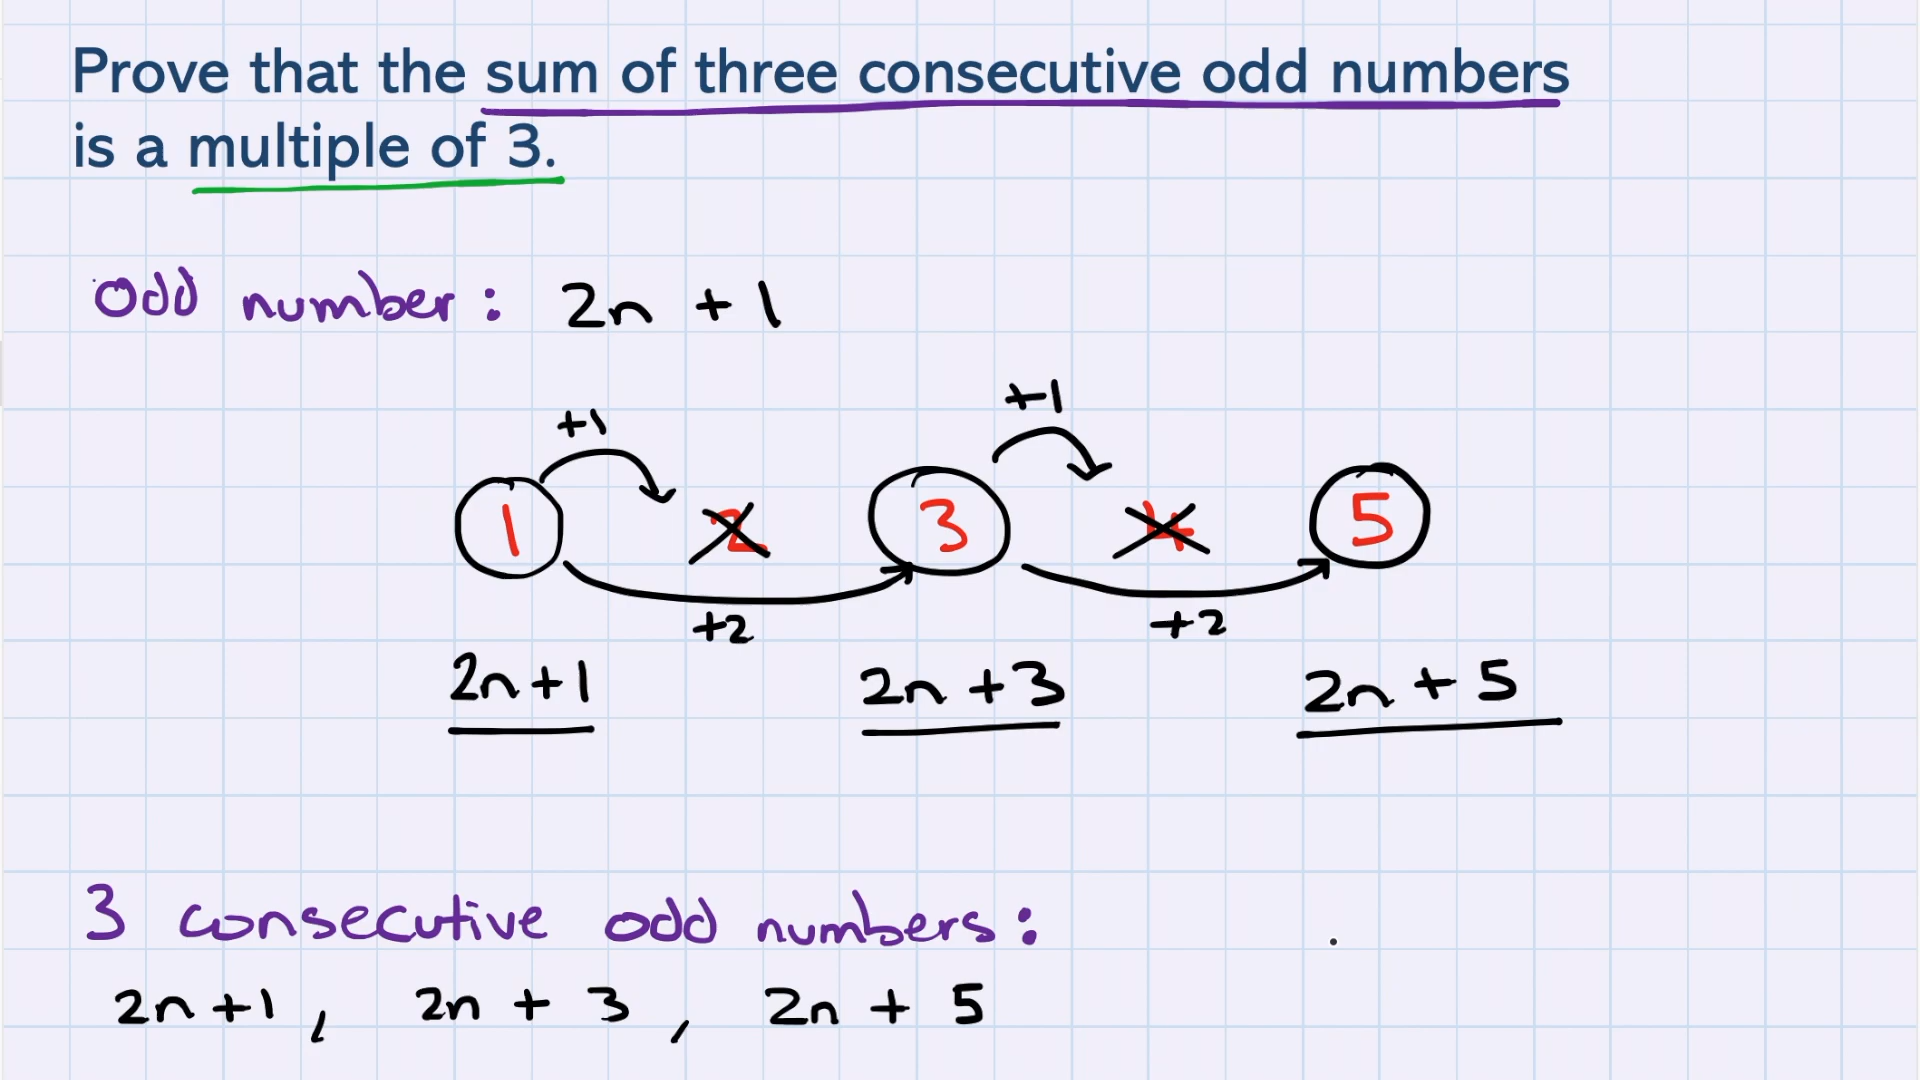 Prove that the sum of three consecutive odd numbers
is a multiple of 3.
Odd number: 2n + 1
+1 +1
1 2 3 4 5
+2 +2
2n+1 2n+3 2n+5
3 consecutive odd numbers:
2n+1, 2n + 3, 2n + 5